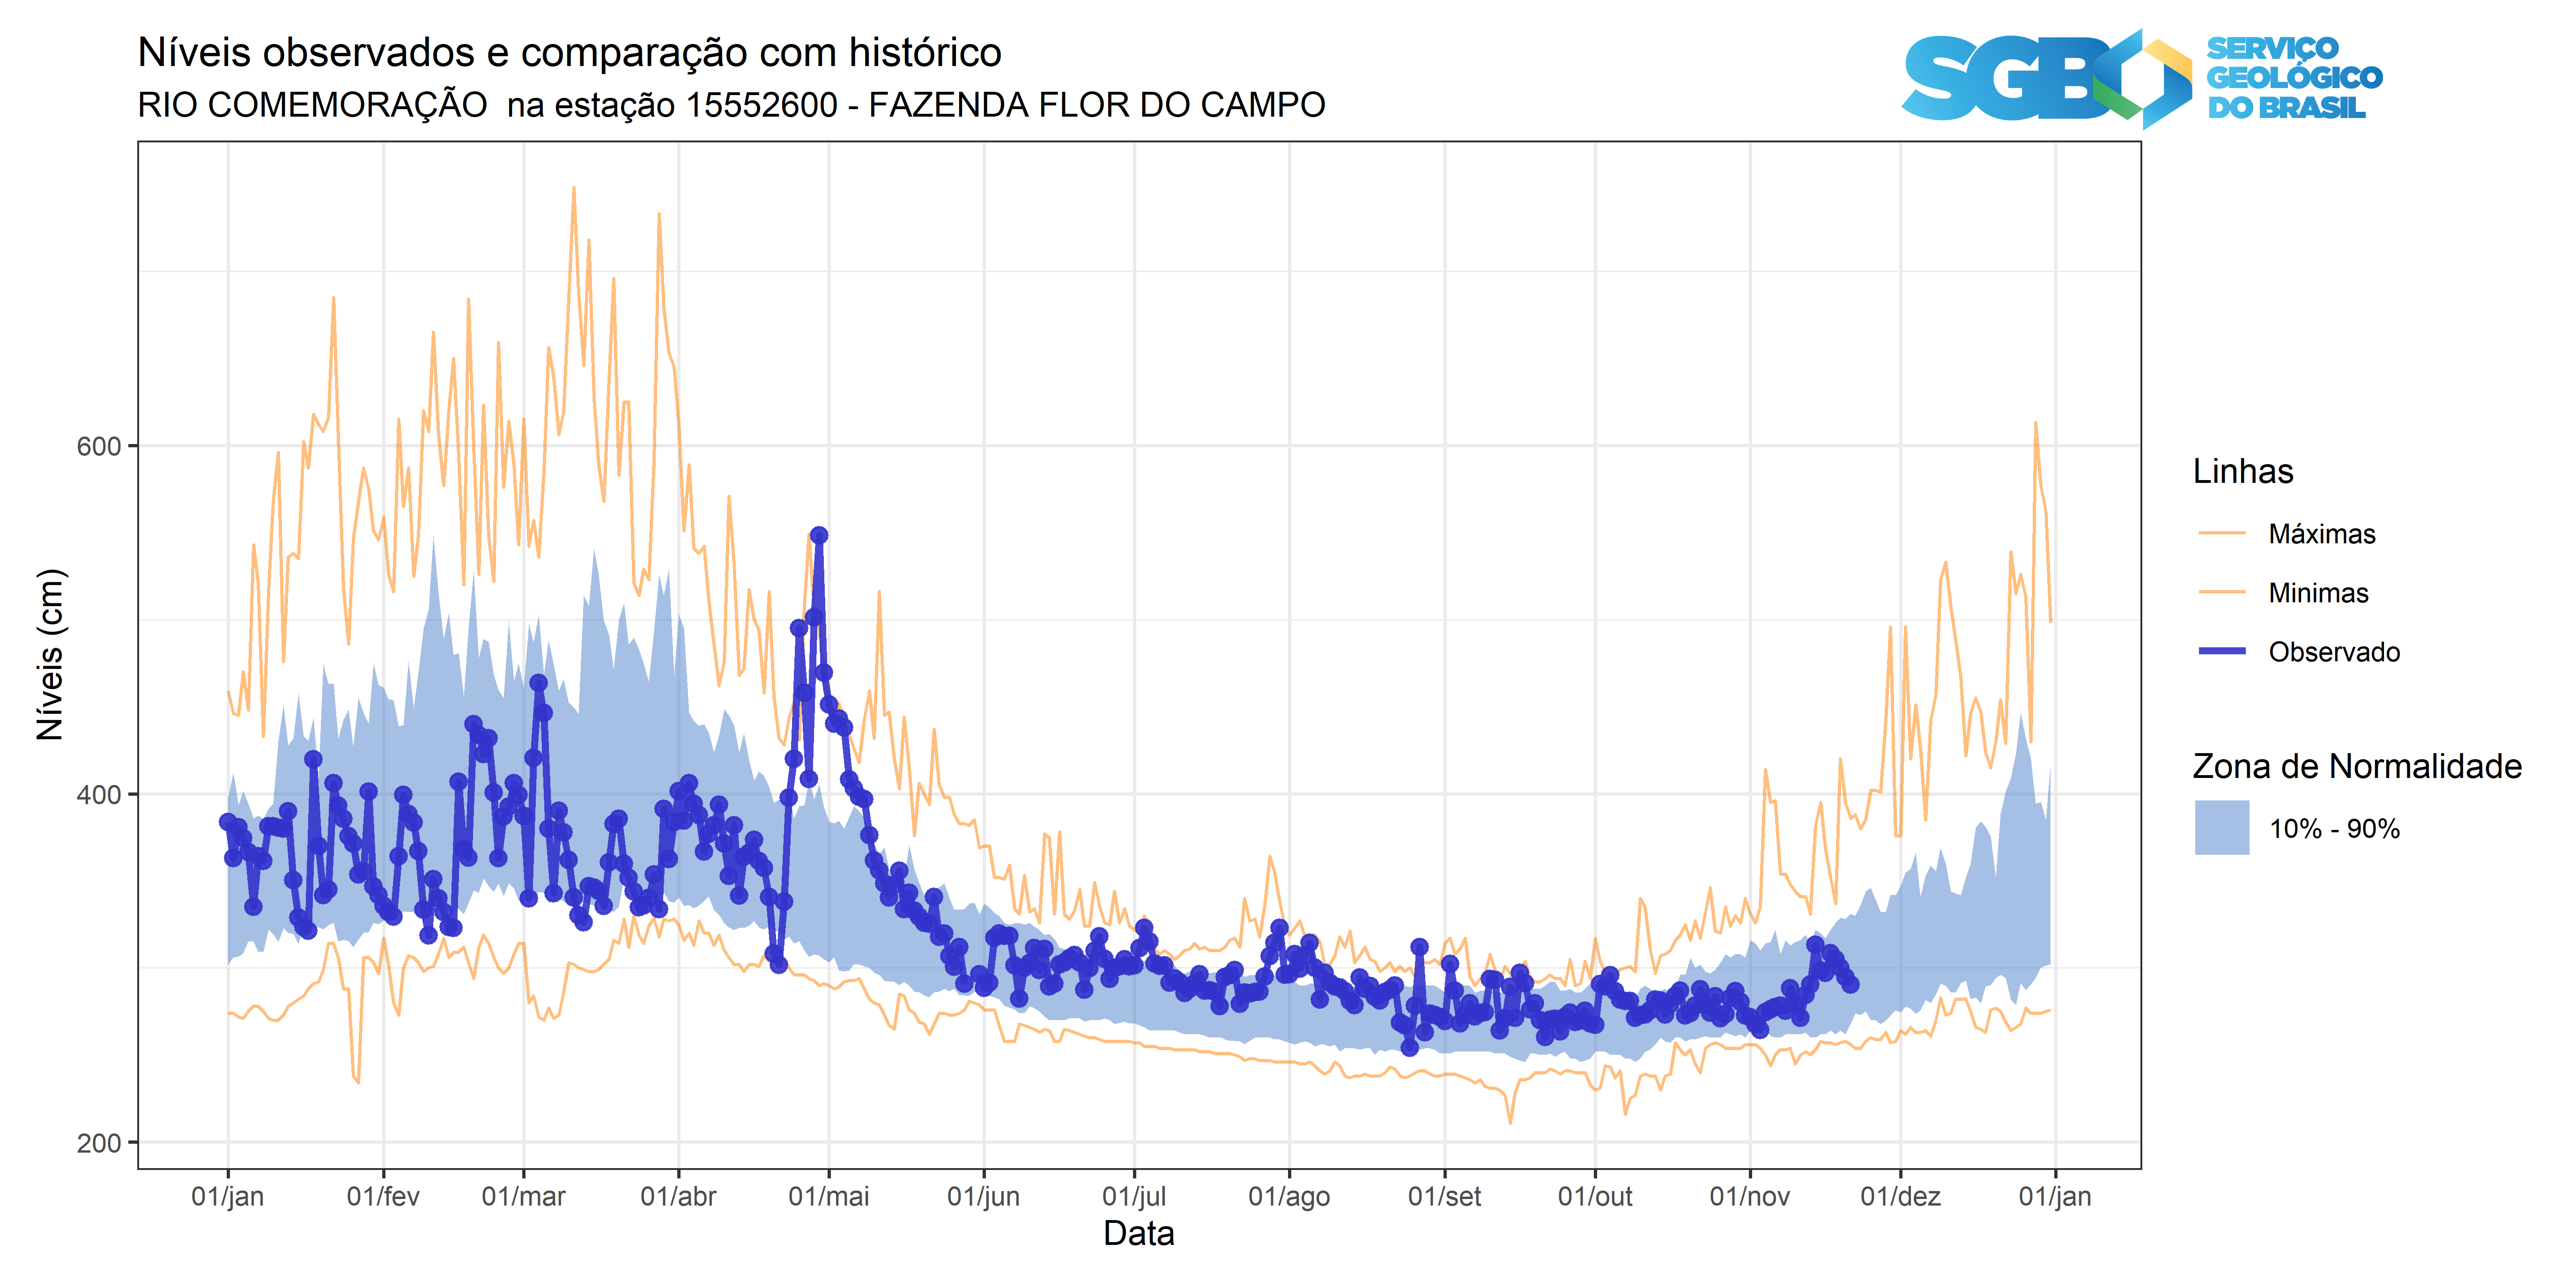 Níveis observados e comparação com histórico
RIO COMEMORAÇÃO  na estação 15552600 - FAZENDA FLOR DO CAMPO
SGB
SERVIÇO
GEOLÓGICO
DO BRASIL
Níveis (cm)
600
400
200
01/jan
01/fev
01/mar
01/abr
01/mai
01/jun
01/jul
01/ago
01/set
01/out
01/nov
01/dez
01/jan
Data
Linhas
Máximas
Minimas
Observado
Zona de Normalidade
10% - 90%